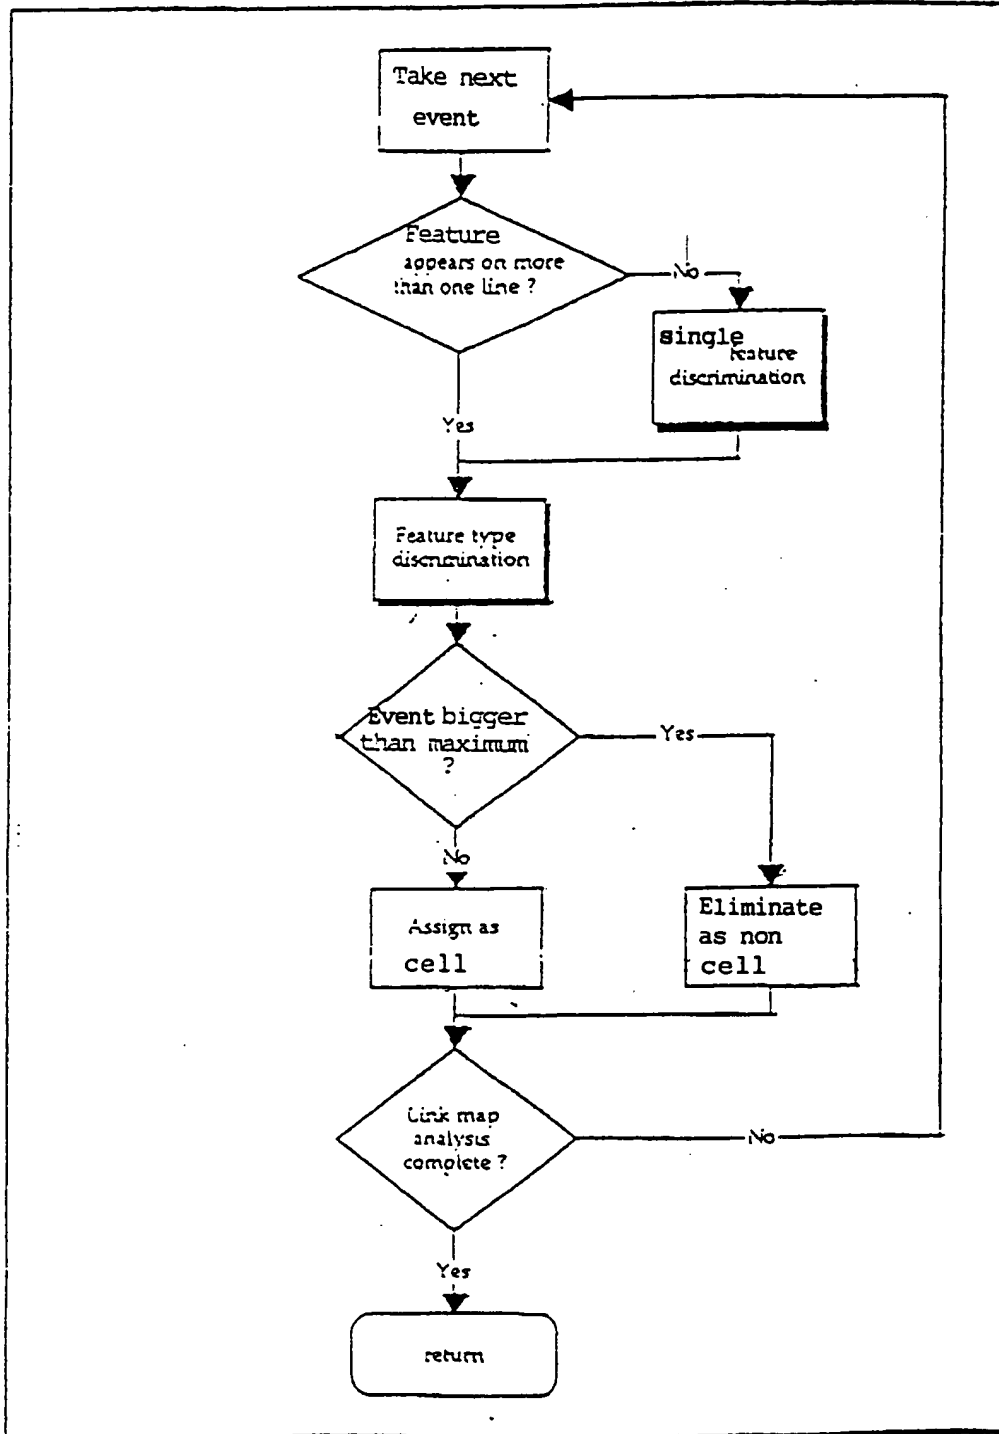 Take next
event
Feature
appears on more
than one line ?
No
single
feature
discrimination
Yes
Feature type
discrimination
Event bigger
than maximum
?
Yes
No
Assign as
cell
Eliminate
as non
cell
Link map
analysis
complete ?
No
Yes
return